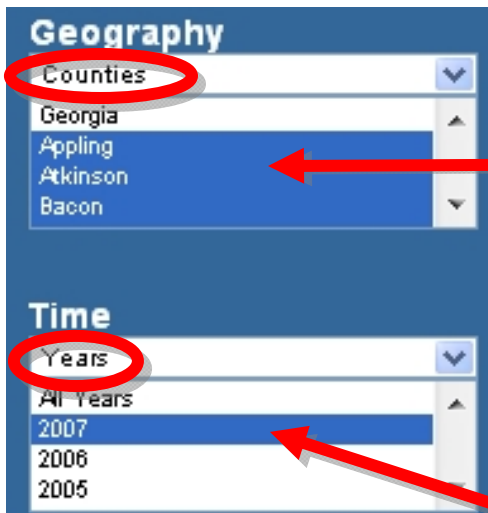 Geography
Counties
Georgia
Appling
Atkinson
Bacon
Time
Years
All Years
2007
2006
2005